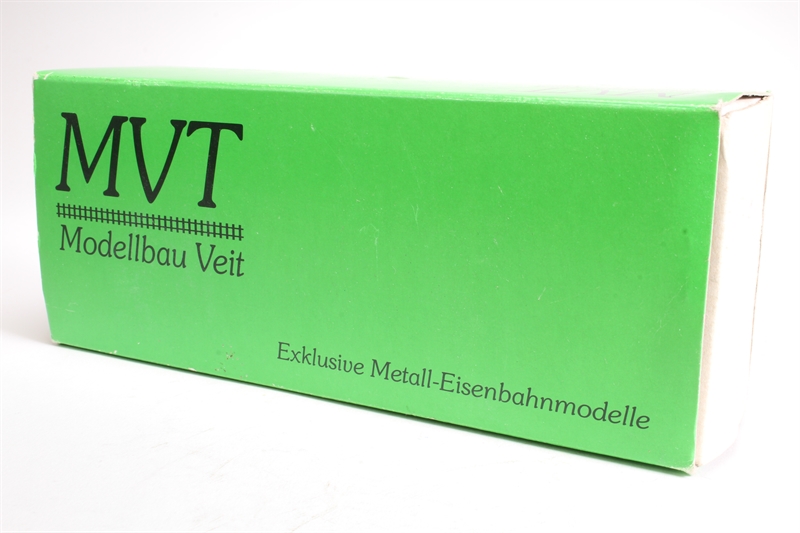 MVT
Modellbau Veit
Exklusive Metall-Eisenbahnmodelle